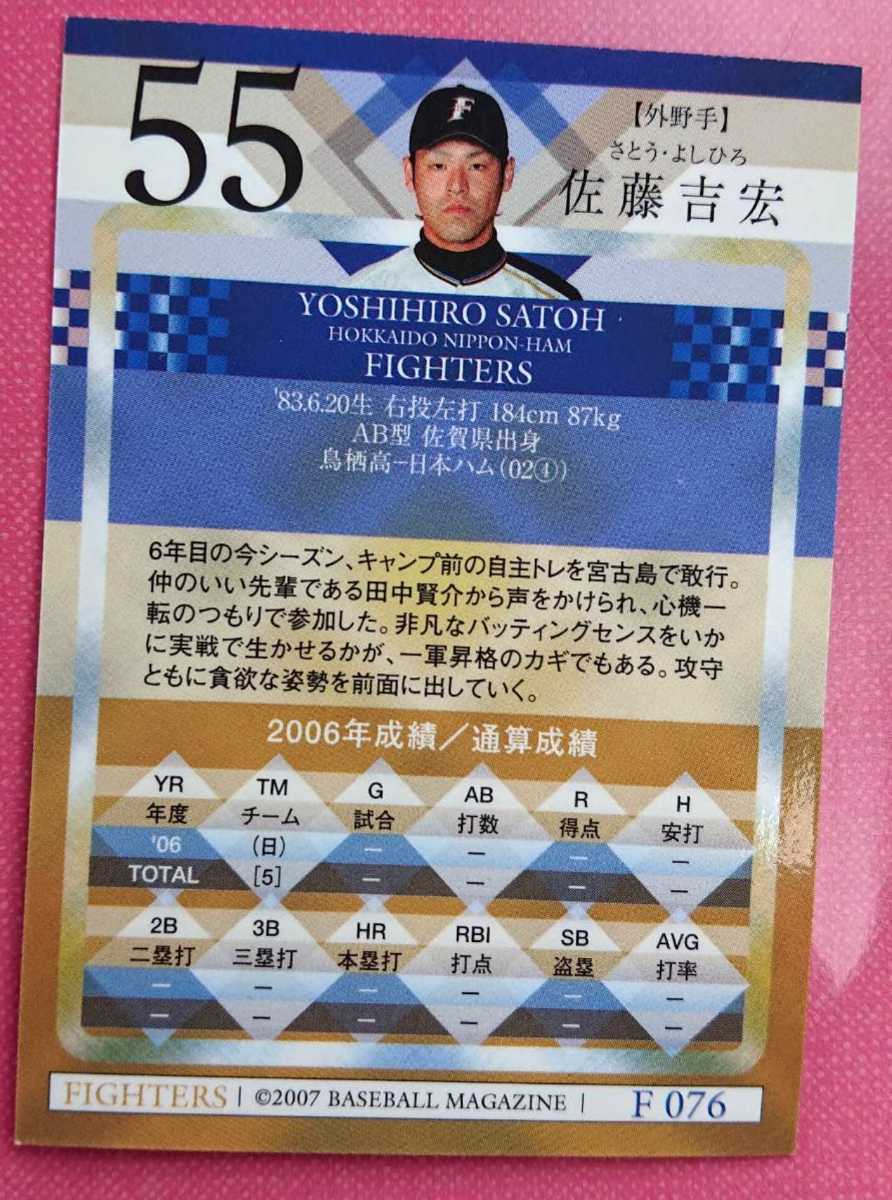 55
F
【外野手】
さとう・よしひろ
佐藤吉宏
YOSHIHIRO SATOH
HOKKAIDO NIPPON-HAM
FIGHTERS
'83.6.20生 右投左打 184cm 87kg
AB型 佐賀県出身
鳥栖高−日本ハム(02④)
6年目の今シーズン、キャンプ前の自主トレを宮古島で敢行。
仲のいい先輩である田中賢介から声をかけられ、心機一
転のつもりで参加した。非凡なバッティングセンスをいか
に実戦で生かせるかが、一軍昇格のカギでもある。攻守
ともに貪欲な姿勢を前面に出していく。
2006年成績／通算成績
YR TM G AB R H
年度 チーム 試合 打数 得点 安打
'06 (日) − − − −
TOTAL [5] − − − −
2B 3B HR RBI SB AVG
二塁打 三塁打 本塁打 打点 盗塁 打率
− − − − − −
− − − − − −
FIGHTERS | ©2007 BASEBALL MAGAZINE | F 076